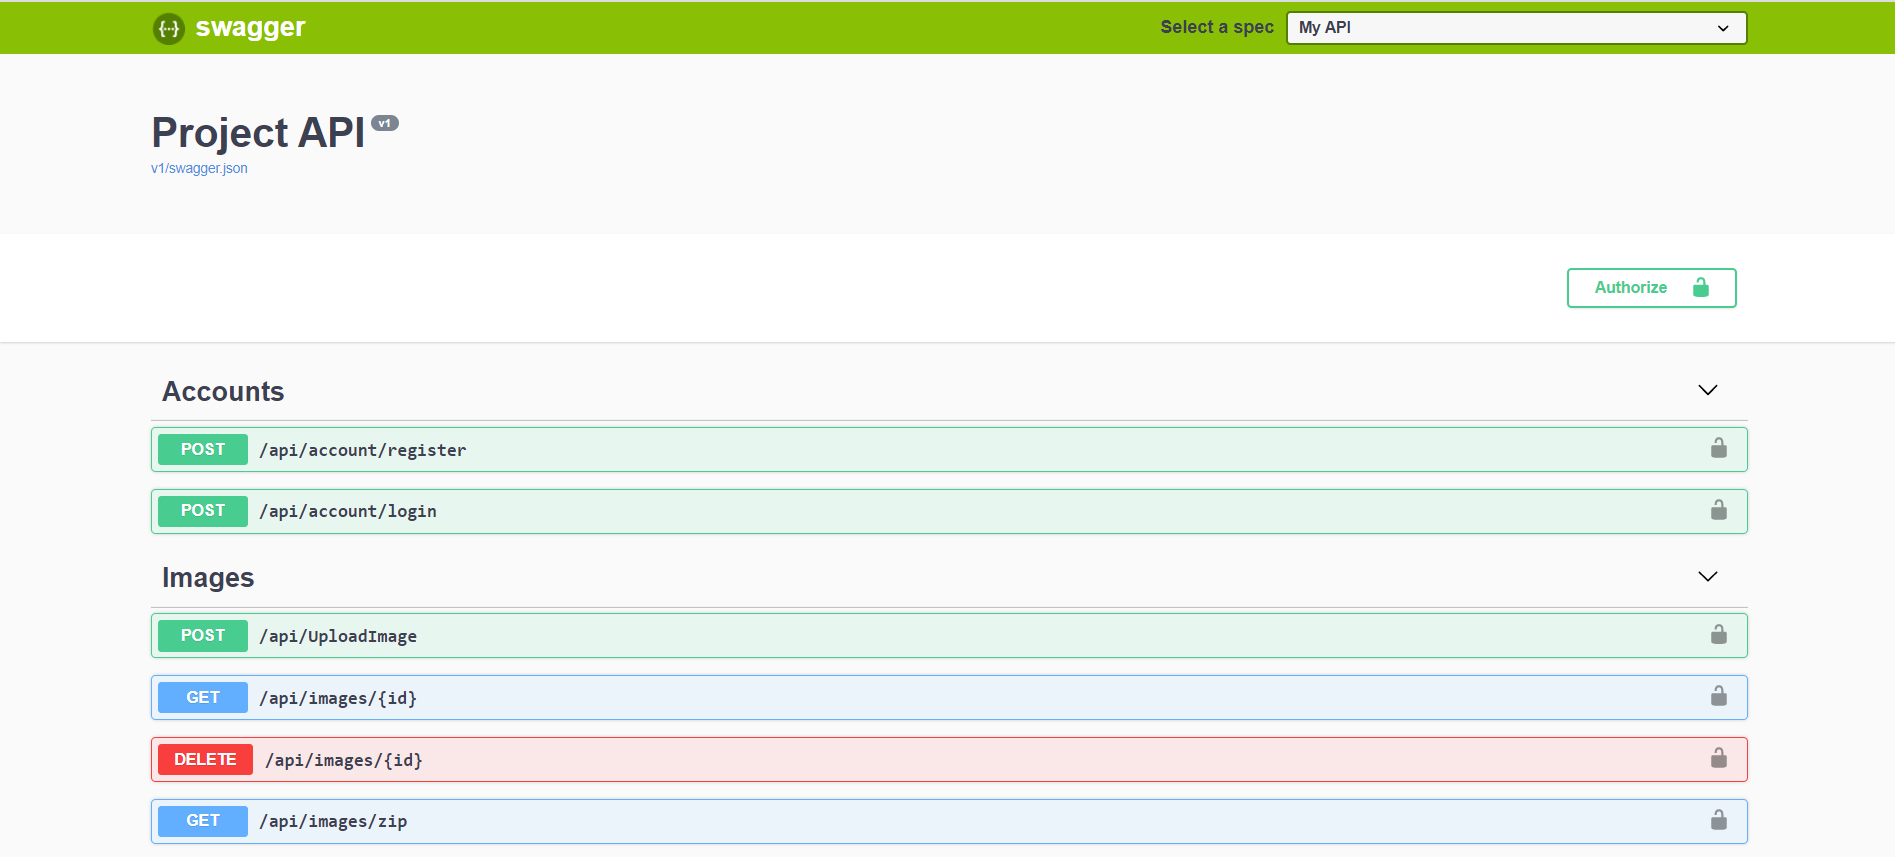 {...} swagger
Select a spec My API
Project API v1
v1/swagger.json
Authorize
Accounts
POST /api/account/register
POST /api/account/login
Images
POST /api/UploadImage
GET /api/images/{id}
DELETE /api/images/{id}
GET /api/images/zip